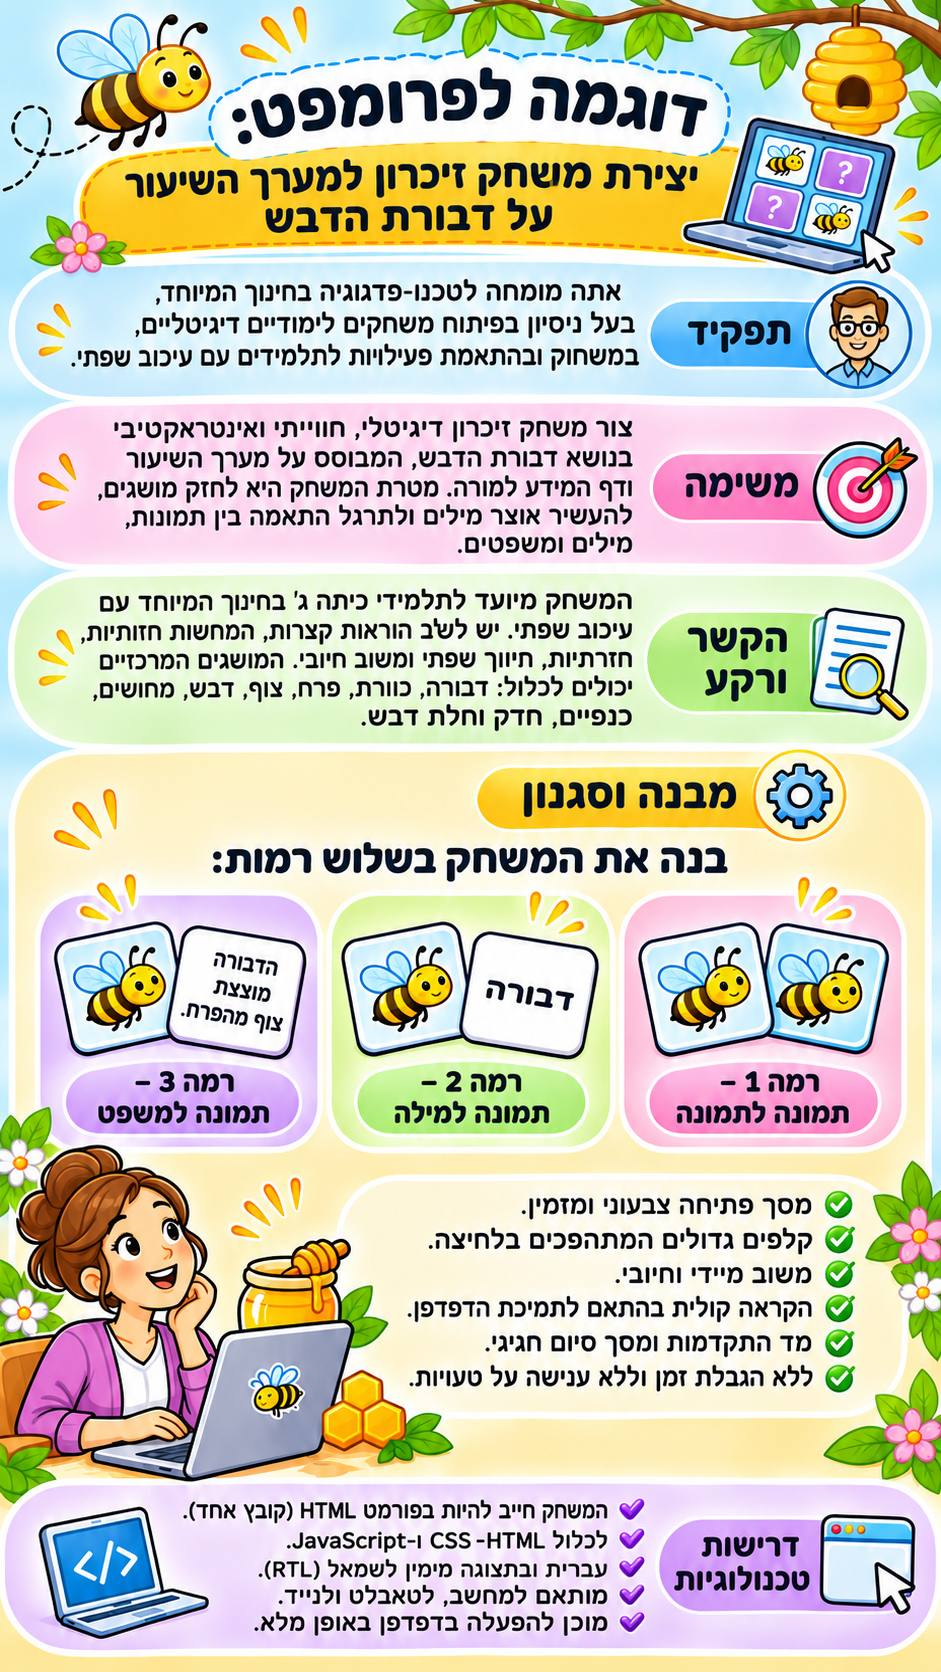 דוגמה לפרומפט:
יצירת משחק זיכרון למערך השיעור
על דבורת הדבש
?
?
תפקיד
אתה מומחה לטכנו-פדגוגיה בחינוך המיוחד,
בעל ניסיון בפיתוח משחקים לימודיים דיגיטליים,
במשחוק ובהתאמת פעילויות לתלמידים עם עיכוב שפתי.
משימה
צור משחק זיכרון דיגיטלי, חווייתי ואינטראקטיבי
בנושא דבורת הדבש, המבוסס על מערך השיעור
ודף המידע למורה. מטרת המשחק היא לחזק מושגים,
להעשיר אוצר מילים ולתרגל התאמה בין תמונות,
מילים ומשפטים.
הקשר
ורקע
המשחק מיועד לתלמידי כיתה ג' בחינוך המיוחד עם
עיכוב שפתי. יש לשלב הוראות קצרות, המחשות חזותיות,
חזרתיות, תיווך שפתי ומשוב חיובי. המושגים המרכזיים
יכולים לכלול: דבורה, כוורת, פרח, צוף, דבש, מחושים,
כנפיים, חדק וחלת דבש.
מבנה וסגנון
בנה את המשחק בשלוש רמות:
רמה 1 –
תמונה לתמונה
דבורה
רמה 2 –
תמונה למילה
הדבורה
מוצצת
צוף מהפרח.
רמה 3 –
תמונה למשפט
מסך פתיחה צבעוני ומזמין.
קלפים גדולים המתהפכים בלחיצה.
משוב מיידי וחיובי.
הקראה קולית בהתאם לתמיכת הדפדפן.
מד התקדמות ומסך סיום חגיגי.
ללא הגבלת זמן וללא ענישה על טעויות.
דרישות
טכנולוגיות
המשחק חייב להיות בפורמט HTML (קובץ אחד).
לכלול HTML- CSS ו-JavaScript.
עברית ובתצוגה מימין לשמאל (RTL).
מותאם למחשב, לטאבלט ולנייד.
מוכן להפעלה בדפדפן באופן מלא.
</>